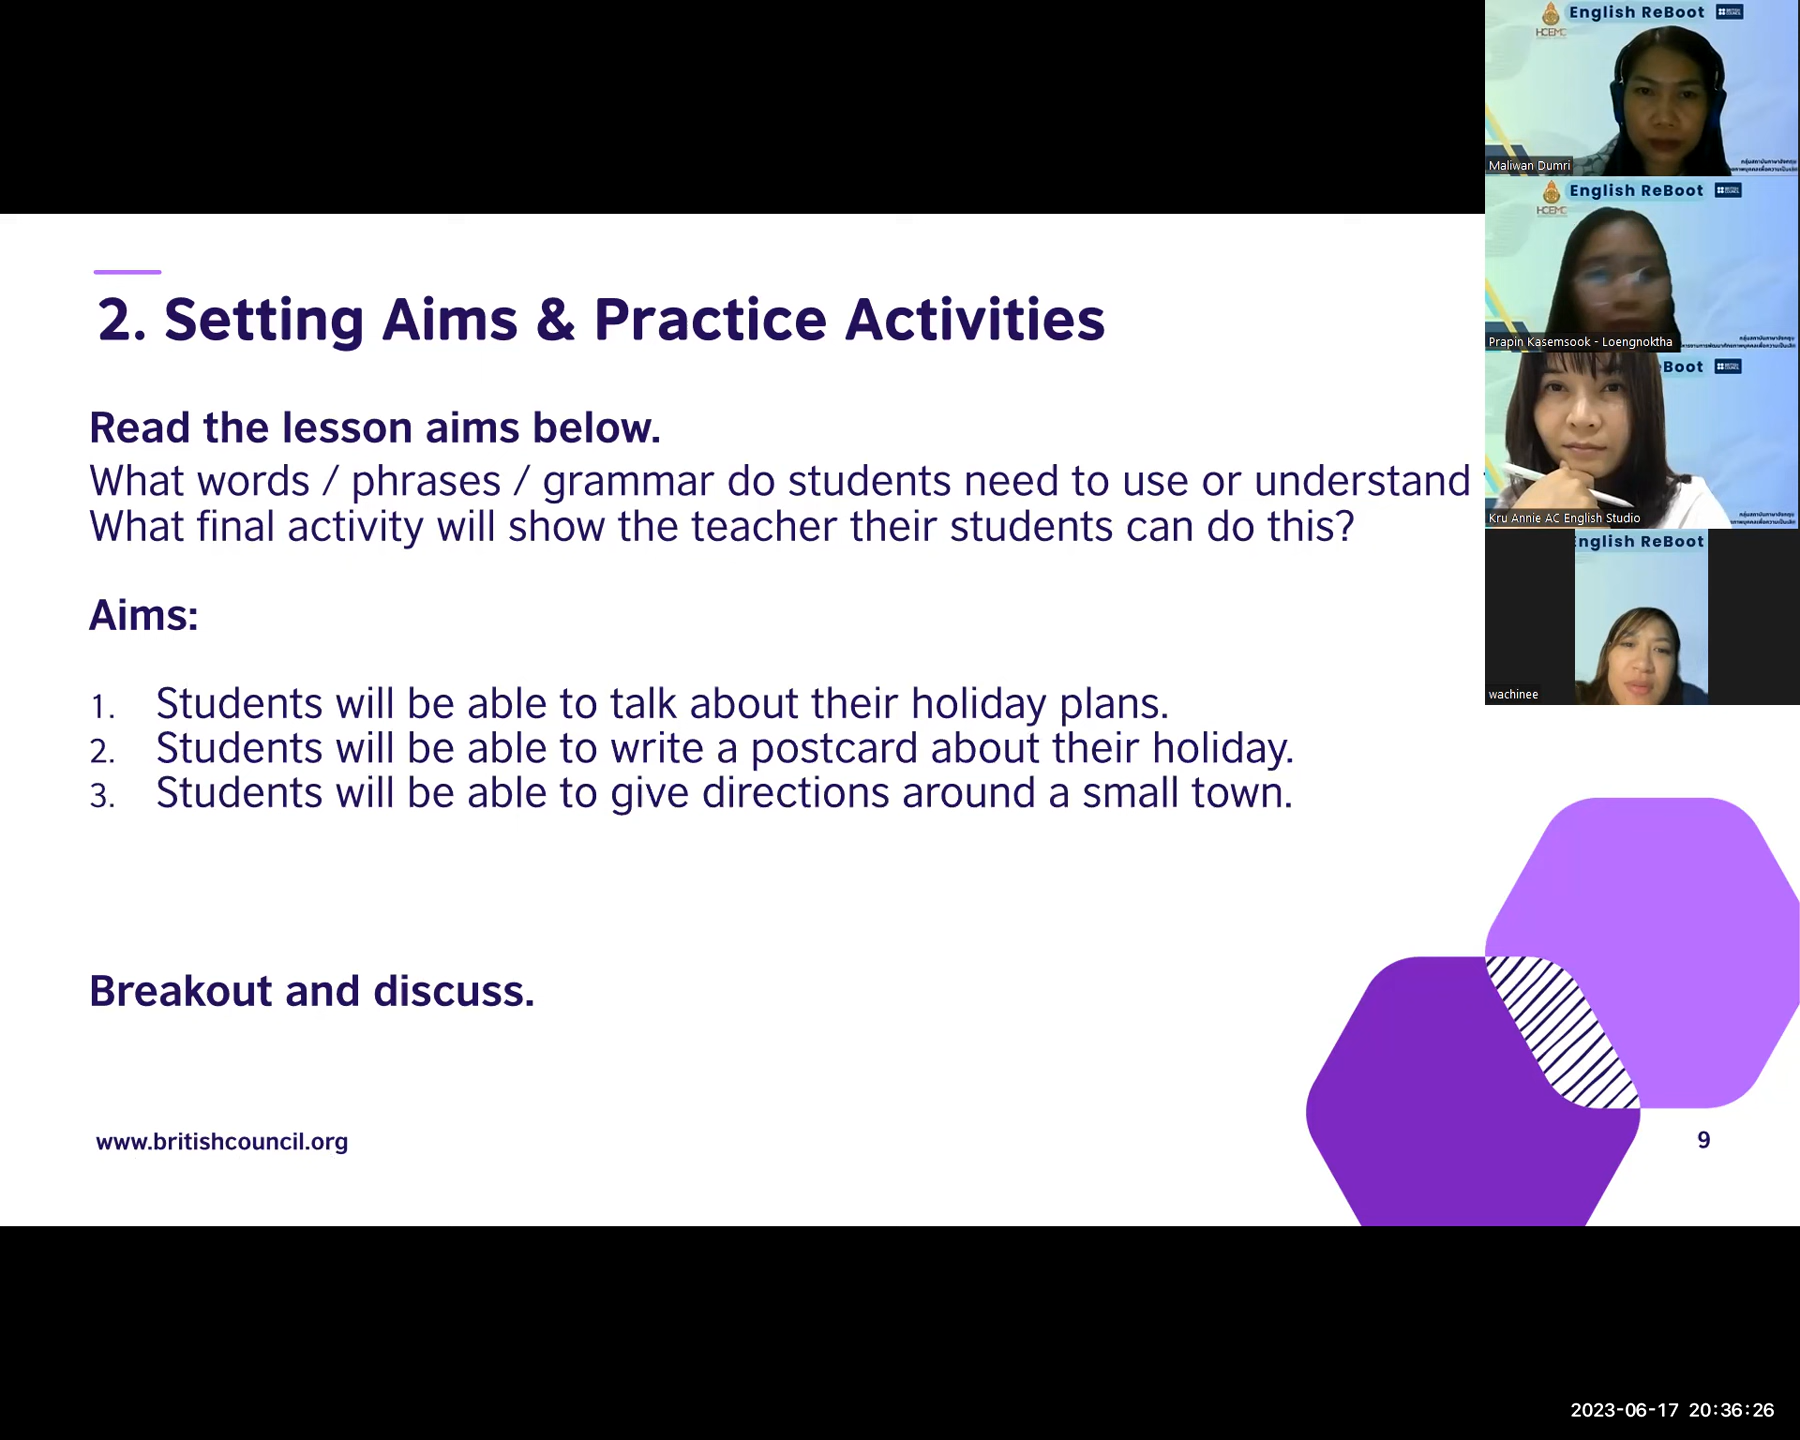 2. Setting Aims & Practice Activities
Read the lesson aims below.
What words / phrases / grammar do students need to use or understand
What final activity will show the teacher their students can do this?
Aims:
1. Students will be able to talk about their holiday plans.
2. Students will be able to write a postcard about their holiday.
3. Students will be able to give directions around a small town.
Breakout and discuss.
www.britishcouncil.org
9
English ReBoot
HCEMC
Maliwan Dumri
English ReBoot
HCEMC
Prapin Kasemsook - Loengnoktha
Boot
Kru Annie AC English Studio
nglish ReBoot
wachinee
2023-06-17 20:36:26